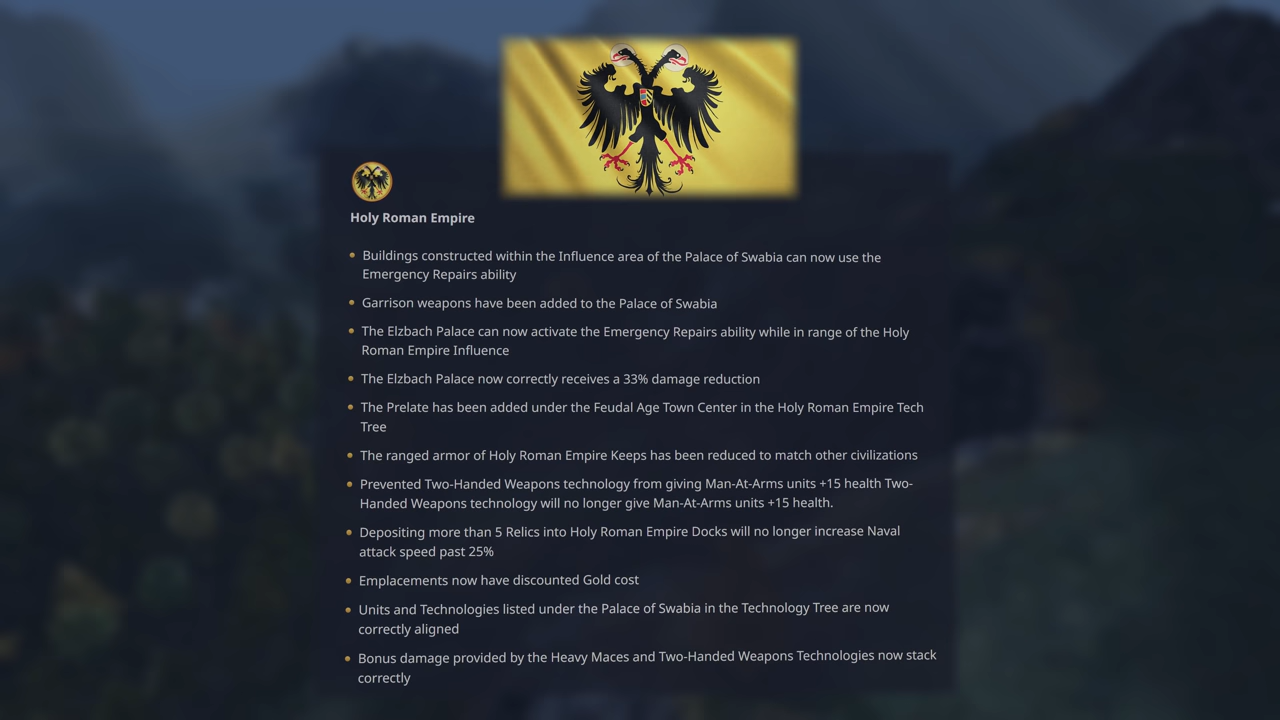 Holy Roman Empire
Buildings constructed within the Influence area of the Palace of Swabia can now use the
Emergency Repairs ability
Garrison weapons have been added to the Palace of Swabia
The Elzbach Palace can now activate the Emergency Repairs ability while in range of the Holy
Roman Empire Influence
The Elzbach Palace now correctly receives a 33% damage reduction
The Prelate has been added under the Feudal Age Town Center in the Holy Roman Empire Tech
Tree
The ranged armor of Holy Roman Empire Keeps has been reduced to match other civilizations
Prevented Two-Handed Weapons technology from giving Man-At-Arms units +15 health Two-
Handed Weapons technology will no longer give Man-At-Arms units +15 health.
Depositing more than 5 Relics into Holy Roman Empire Docks will no longer increase Naval
attack speed past 25%
Emplacements now have discounted Gold cost
Units and Technologies listed under the Palace of Swabia in the Technology Tree are now
correctly aligned
Bonus damage provided by the Heavy Maces and Two-Handed Weapons Technologies now stack
correctly